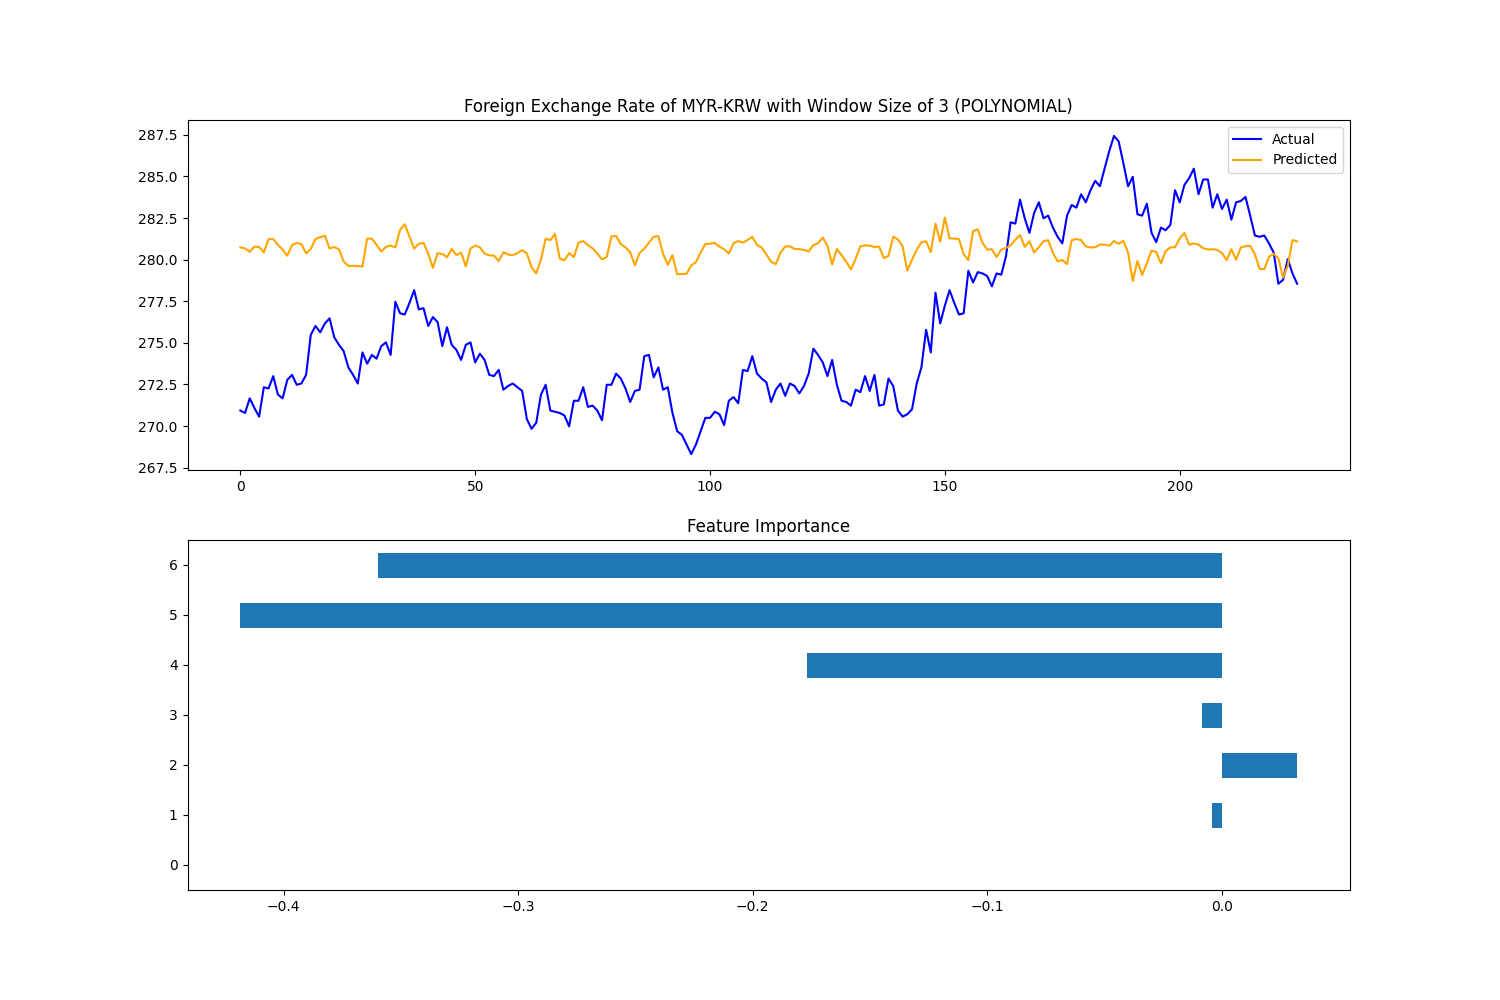 Foreign Exchange Rate of MYR-KRW with Window Size of 3 (POLYNOMIAL)
287.5
285.0
282.5
280.0
277.5
275.0
272.5
270.0
267.5
Actual
Predicted
0 50 100 150 200
Feature Importance
6
5
4
3
2
1
0
−0.4 −0.3 −0.2 −0.1 0.0